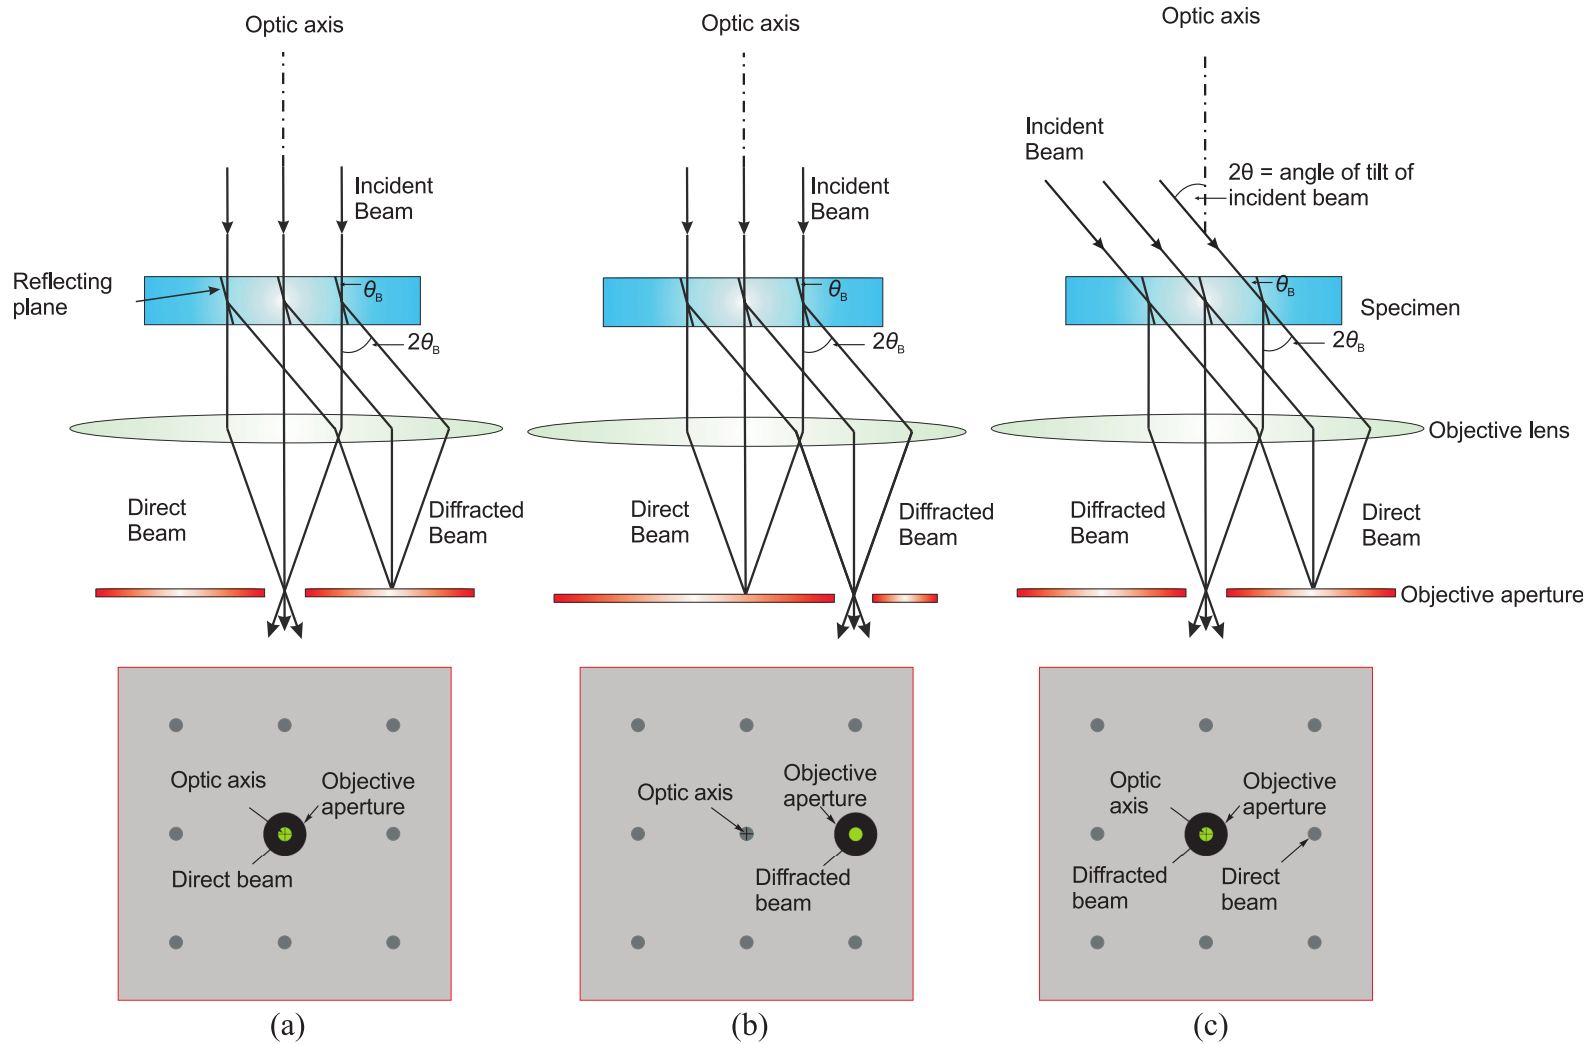 Optic axis
Incident
Beam
Reflecting
plane
θB
2θB
Direct
Beam
Diffracted
Beam
Optic axis
Objective
aperture
Direct beam
(a)
Optic axis
Incident
Beam
θB
2θB
Direct
Beam
Diffracted
Beam
Optic axis
Objective
aperture
Diffracted
beam
(b)
Optic axis
Incident
Beam
2θ = angle of tilt of
incident beam
θB
Specimen
2θB
Objective lens
Diffracted
Beam
Direct
Beam
Objective aperture
Optic
axis
Objective
aperture
Diffracted
beam
Direct
beam
(c)